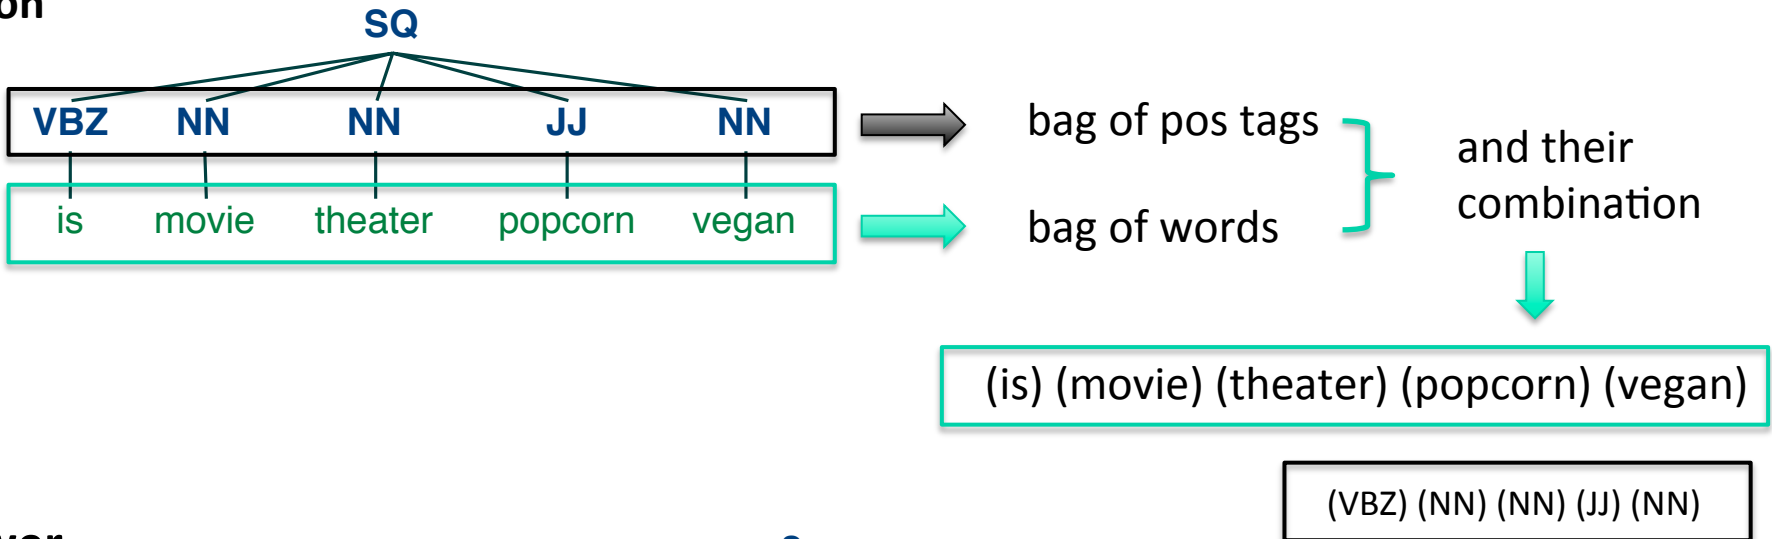 on
SQ
VBZ NN NN JJ NN
is movie theater popcorn vegan
bag of pos tags
bag of words
and their
combination
(is) (movie) (theater) (popcorn) (vegan)
(VBZ) (NN) (NN) (JJ) (NN)